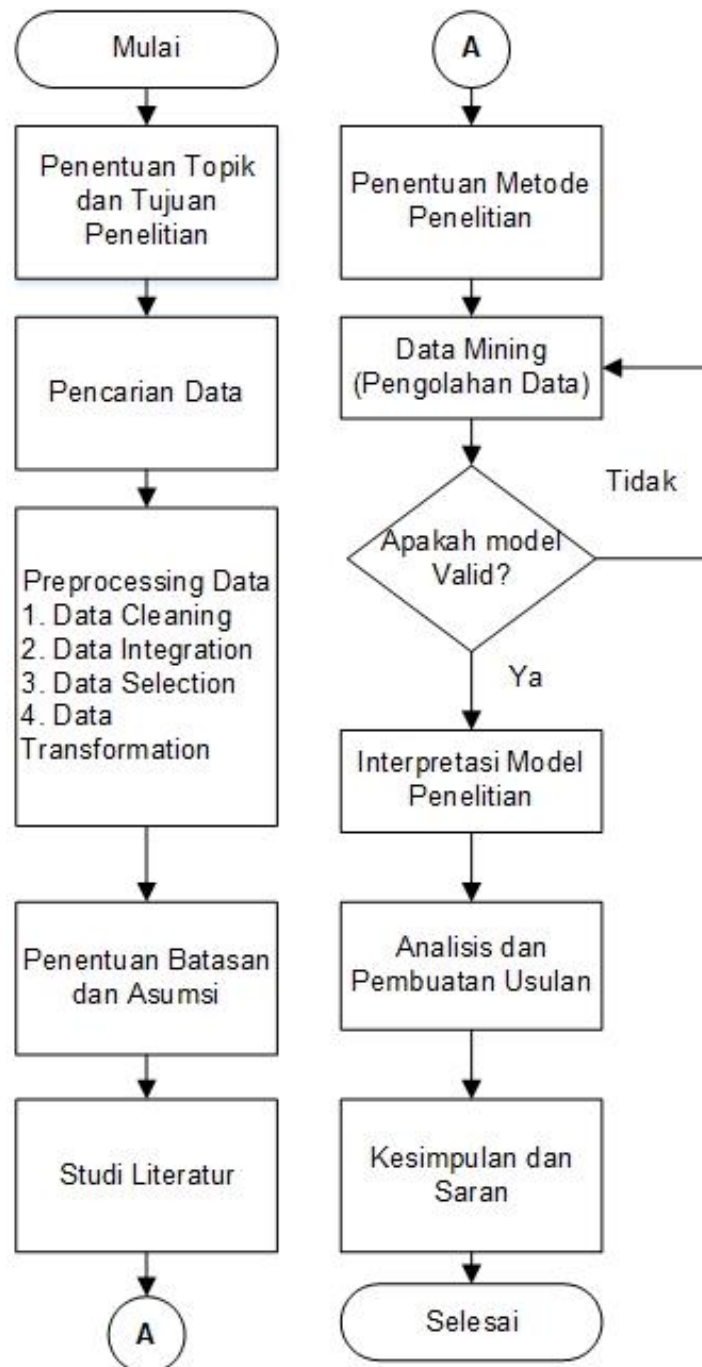 Mulai
Penentuan Topik
dan Tujuan
Penelitian
Pencarian Data
Preprocessing Data
1. Data Cleaning
2. Data Integration
3. Data Selection
4. Data
Transformation
Penentuan Batasan
dan Asumsi
Studi Literatur
A
A
Penentuan Metode
Penelitian
Data Mining
(Pengolahan Data)
Apakah model
Valid?
Tidak
Ya
Interpretasi Model
Penelitian
Analisis dan
Pembuatan Usulan
Kesimpulan dan
Saran
Selesai